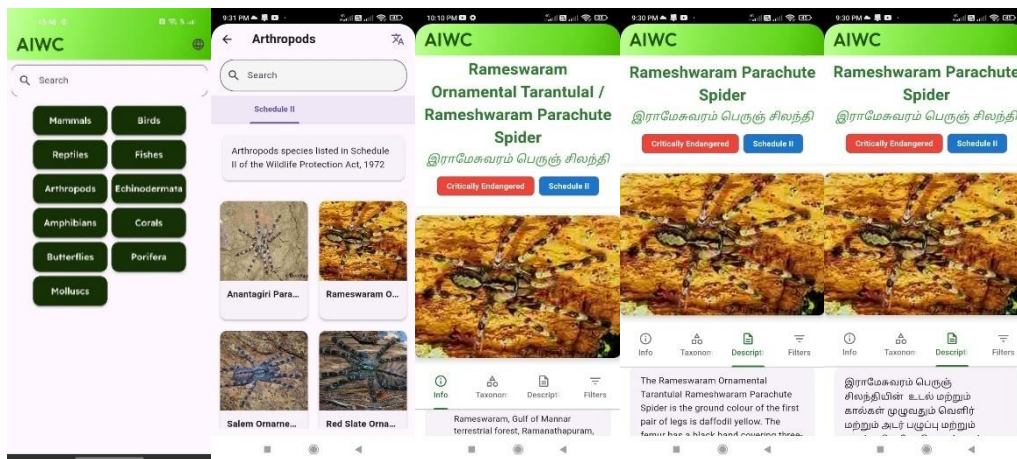 AIWC
Search
Mammals
Birds
Reptiles
Fishes
Arthropods
Echinodermata
Amphibians
Corals
Butterflies
Porifera
Molluscs
9:31 PM
Arthropods
Search
Schedule II
Arthropods species listed in Schedule
II of the Wildlife Protection Act, 1972
Anantagiri Para...
Rameswaram O...
Salem Orname...
Red Slate Orna...
10:10 PM
AIWC
Rameswaram
Ornamental Tarantulal /
Rameshwaram Parachute
Spider
இராமேசுவரம் பெருஞ் சிலந்தி
Critically Endangered
Schedule II
Info
Taxonom
Descripti
Filters
Rameswaram, Gulf of Mannar
terrestrial forest, Ramanathapuram,
9:30 PM
AIWC
Rameshwaram Parachute
Spider
இராமேசுவரம் பெருஞ் சிலந்தி
Critically Endangered
Schedule II
Info
Taxonom
Descripti
Filters
The Rameswaram Ornamental
Tarantulal Rameshwaram Parachute
Spider is the ground colour of the first
pair of legs is daffodil yellow. The
femur has a black band covering three-
9:30 PM
AIWC
Rameshwaram Parachute
Spider
இராமேசுவரம் பெருஞ் சிலந்தி
Critically Endangered
Schedule II
Info
Taxonom
Descripti
Filters
இராமேசுவரம் பெருஞ்
சிலந்தியின் உடல் மற்றும்
கால்கள் முழுவதும் வெளிர்
மற்றும் அடர் பழுப்பு மற்றும்